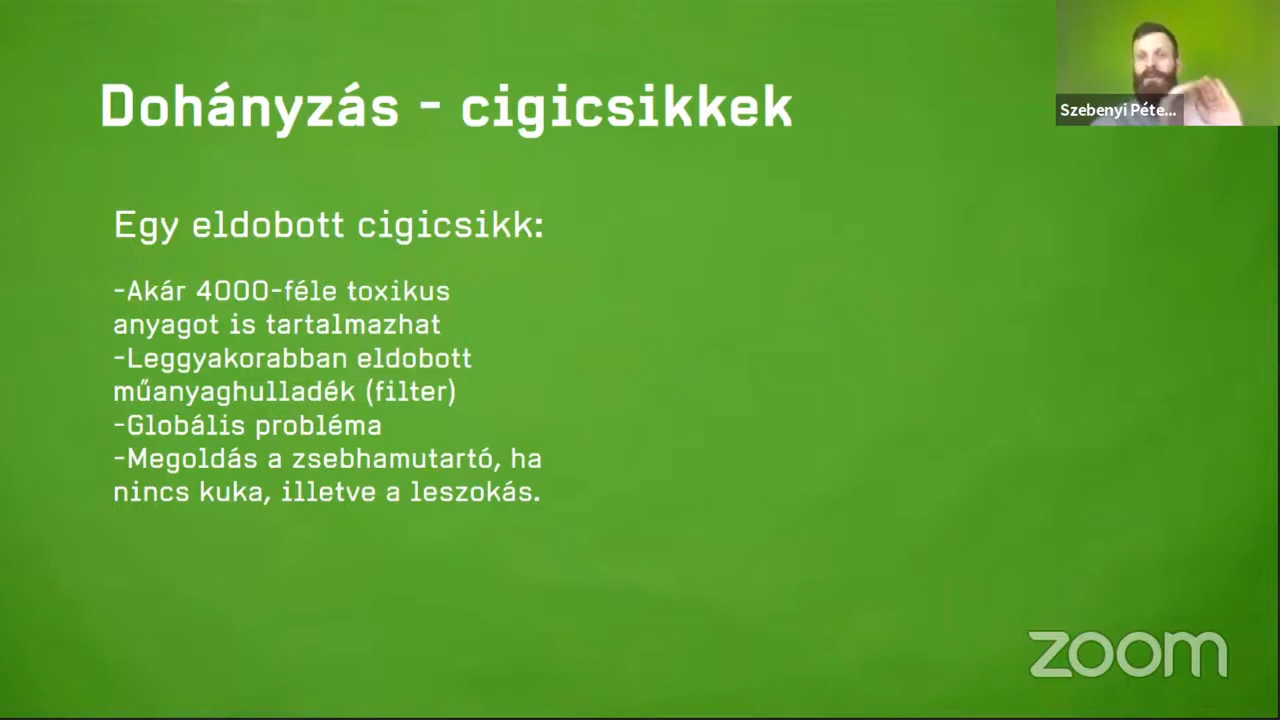 Dohányzás - cigicsikkek
Szebenyi Péte...
Egy eldobott cigicsikk:
-Akár 4000-féle toxikus
anyagot is tartalmazhat
-Leggyakorabban eldobott
műanyaghulladék (filter)
-Globális probléma
-Megoldás a zsebhamutartó, ha
nincs kuka, illetve a leszokás.
zoom